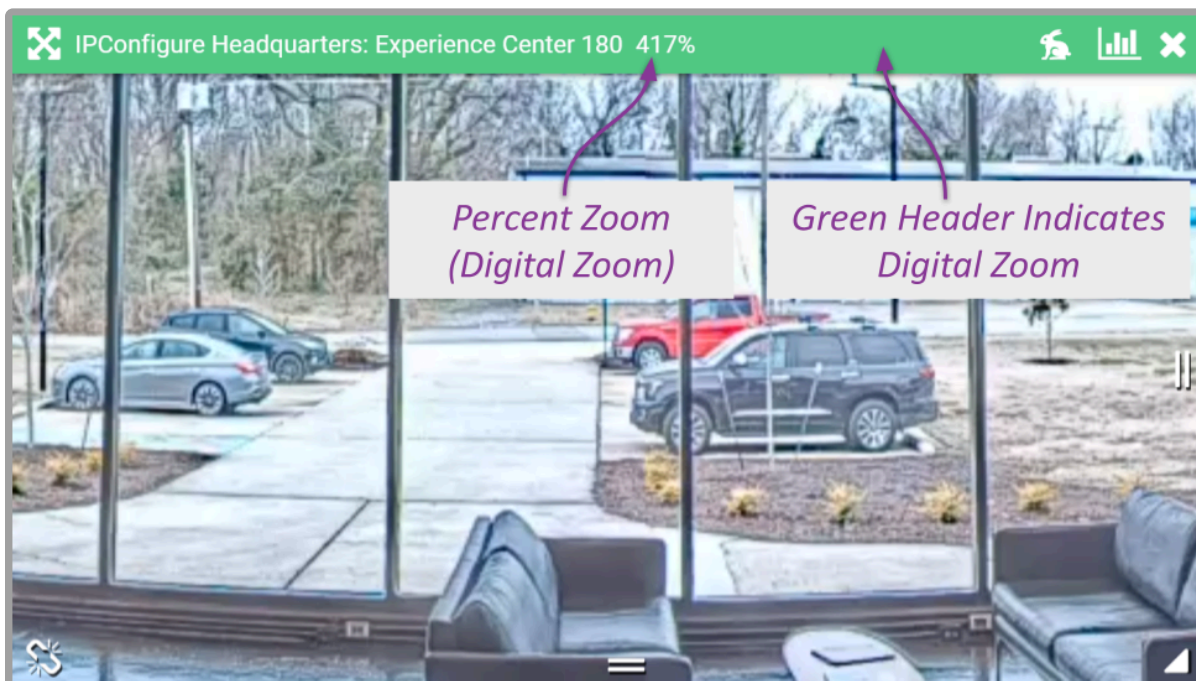 IPConfigure Headquarters: Experience Center 180 417%
Percent Zoom
(Digital Zoom)
Green Header Indicates
Digital Zoom